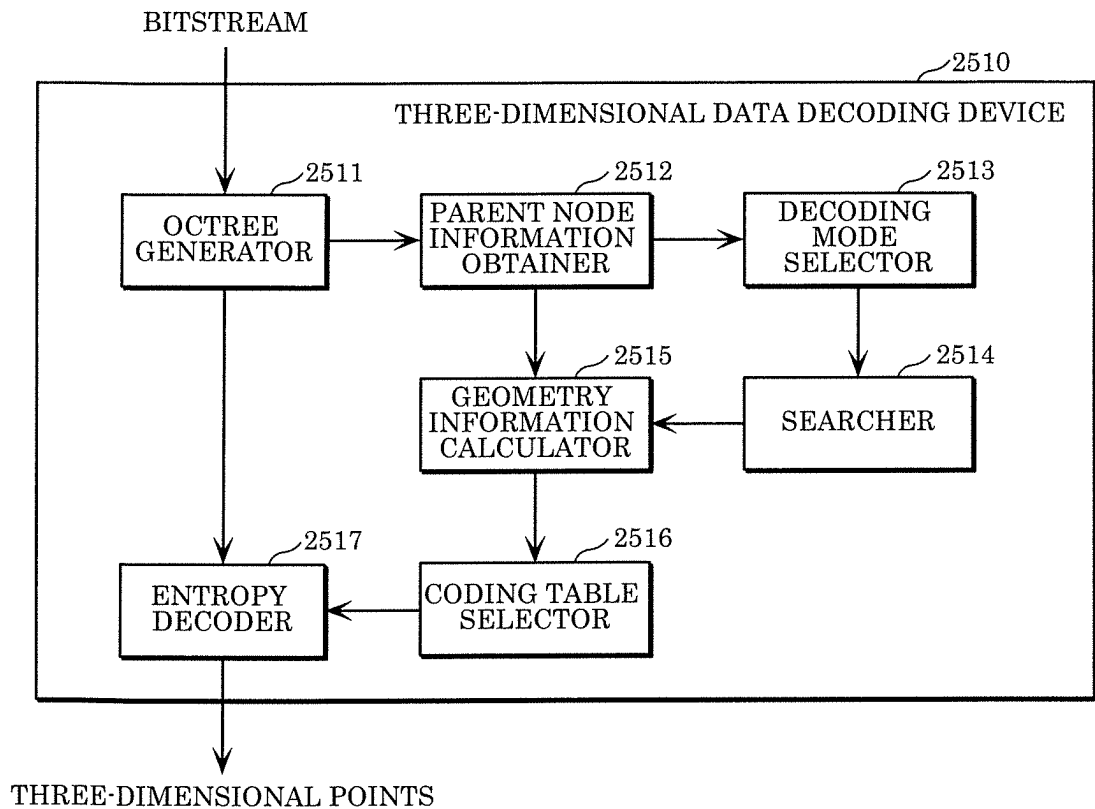 BITSTREAM
2510
THREE-DIMENSIONAL DATA DECODING DEVICE
2511
OCTREE
GENERATOR
2512
PARENT NODE
INFORMATION
OBTAINER
2513
DECODING
MODE
SELECTOR
2515
GEOMETRY
INFORMATION
CALCULATOR
2514
SEARCHER
2517
ENTROPY
DECODER
2516
CODING TABLE
SELECTOR
THREE-DIMENSIONAL POINTS